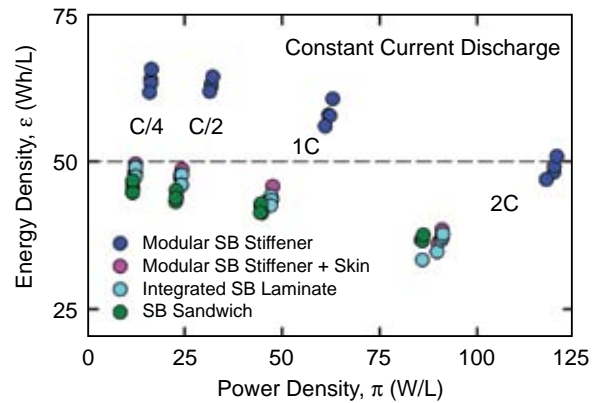 75
Constant Current Discharge
C/4
C/2
1C
50
2C
Modular SB Stiffener
Modular SB Stiffener + Skin
Integrated SB Laminate
SB Sandwich
25
0
25
50
75
100
125
Energy Density, ε (Wh/L)
Power Density, π (W/L)